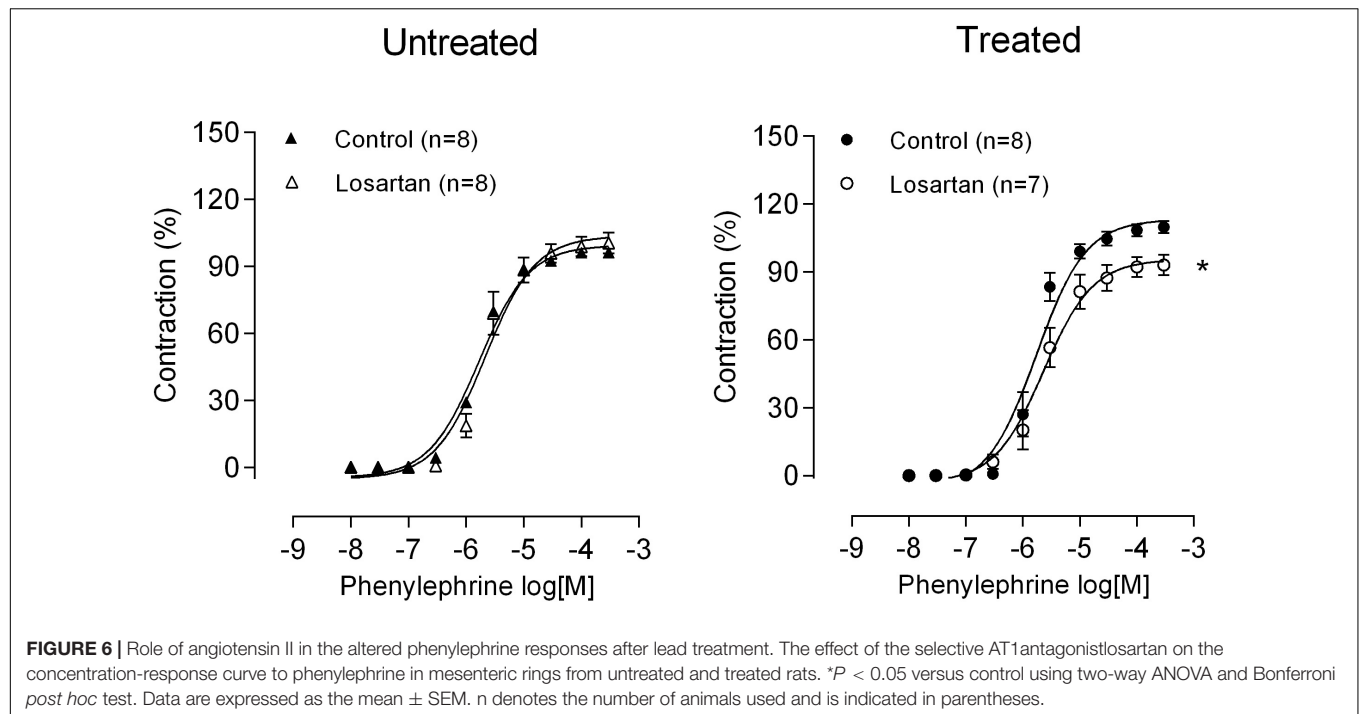 Untreated
150
120
90
60
30
0
Contraction (%)
Control (n=8)
Losartan (n=8)
-9 -8 -7 -6 -5 -4 -3
Phenylephrine log[M]
Treated
150
120
90
60
30
0
Contraction (%)
Control (n=8)
Losartan (n=7)
*
-9 -8 -7 -6 -5 -4 -3
Phenylephrine log[M]
FIGURE 6 | Role of angiotensin II in the altered phenylephrine responses after lead treatment. The effect of the selective AT1antagonistlosartan on the
concentration-response curve to phenylephrine in mesenteric rings from untreated and treated rats. *P < 0.05 versus control using two-way ANOVA and Bonferroni
post hoc test. Data are expressed as the mean ± SEM. n denotes the number of animals used and is indicated in parentheses.